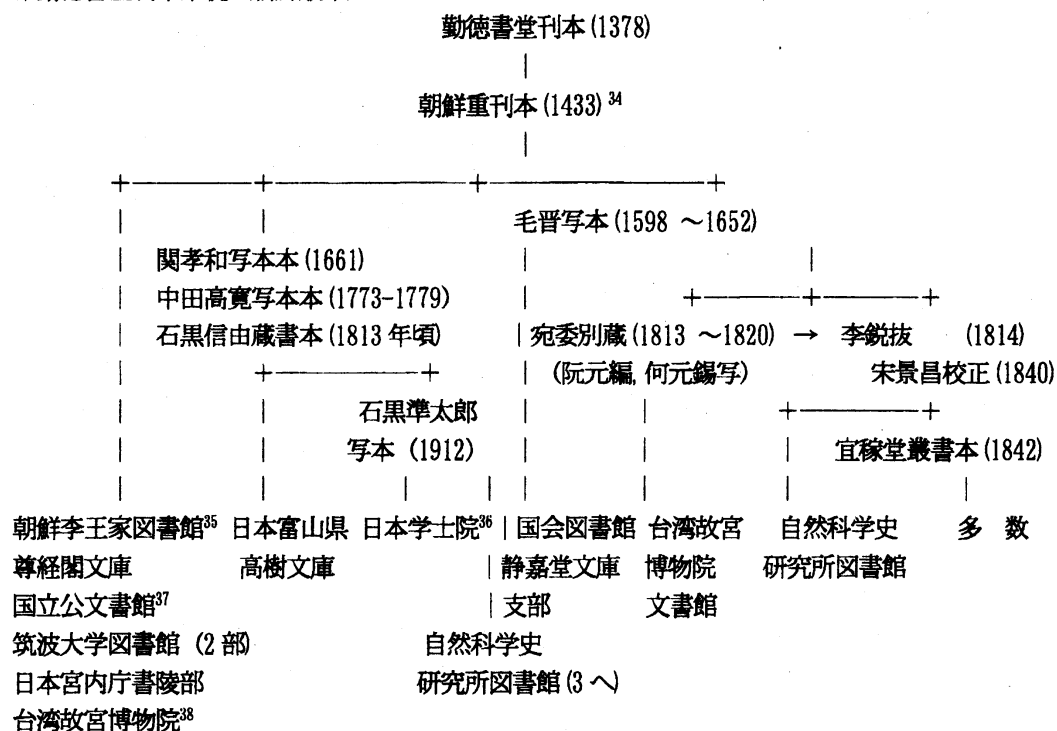 勤徳書堂刊本(1378)
朝鮮重刊本(1433)34
毛晋写本(1598 ～1652)
関孝和写本本(1661)
中田高寛写本本(1773-1779)
石黒信由蔵書本(1813 年頃) 宛委別蔵(1813 ～1820) → 李鋭抜 (1814)
(阮元編, 何元錫写) 宋景昌校正(1840)
石黒準太郎
写本 (1912) 宜稼堂叢書本(1842)
朝鮮李王家図書館35 日本富山県 日本学士院36 国会図書館 台湾故宮 自然科学史 多 数
尊経閣文庫 高樹文庫 静嘉堂文庫 博物院 研究所図書館
国立公文書館37 支部 文書館
筑波大学図書館 (2 部) 自然科学史
日本宮内庁書陵部 研究所図書館(3 へ)
台湾故宮博物院38